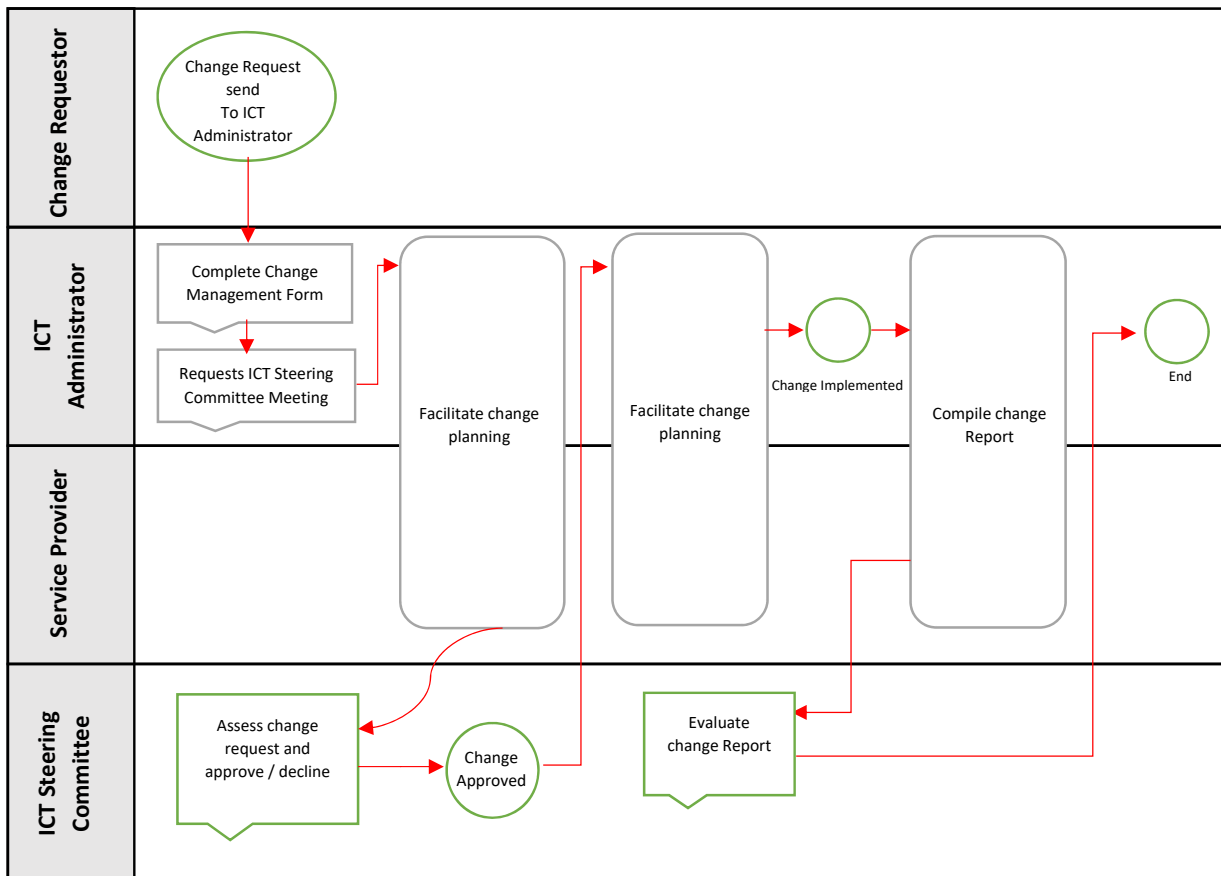 Change Requestor
Change Request
send
To ICT
Administrator
ICT
Administrator
Complete Change
Management Form
Requests ICT Steering
Committee Meeting
Facilitate change
planning
Facilitate change
planning
Change Implemented
Compile change
Report
End
Service Provider
ICT Steering
Committee
Assess change
request and
approve / decline
Change
Approved
Evaluate
change Report